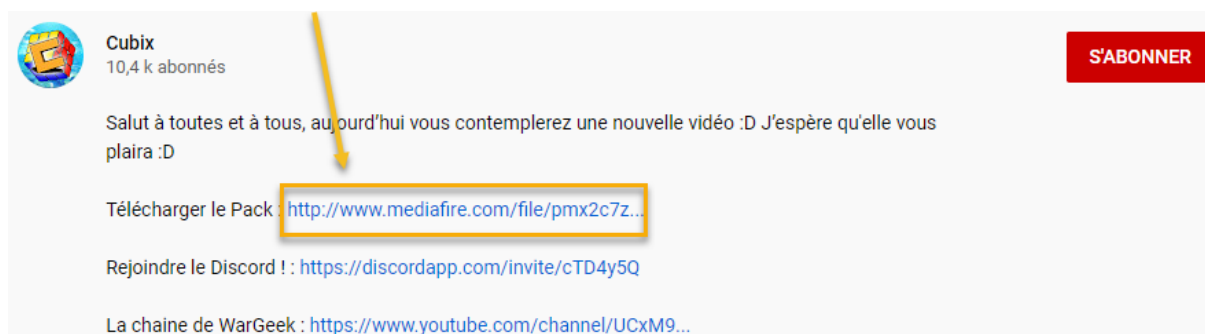 Cubix
10,4 k abonnés
S'ABONNER
Salut à toutes et à tous, aujourd'hui vous contemplerez une nouvelle vidéo :D J'espère qu'elle vous
plaira :D
Télécharger le Pack : http://www.mediafire.com/file/pmx2c7z...
Rejoindre le Discord ! : https://discordapp.com/invite/cTD4y5Q
La chaine de WarGeek : https://www.youtube.com/channel/UCxM9...